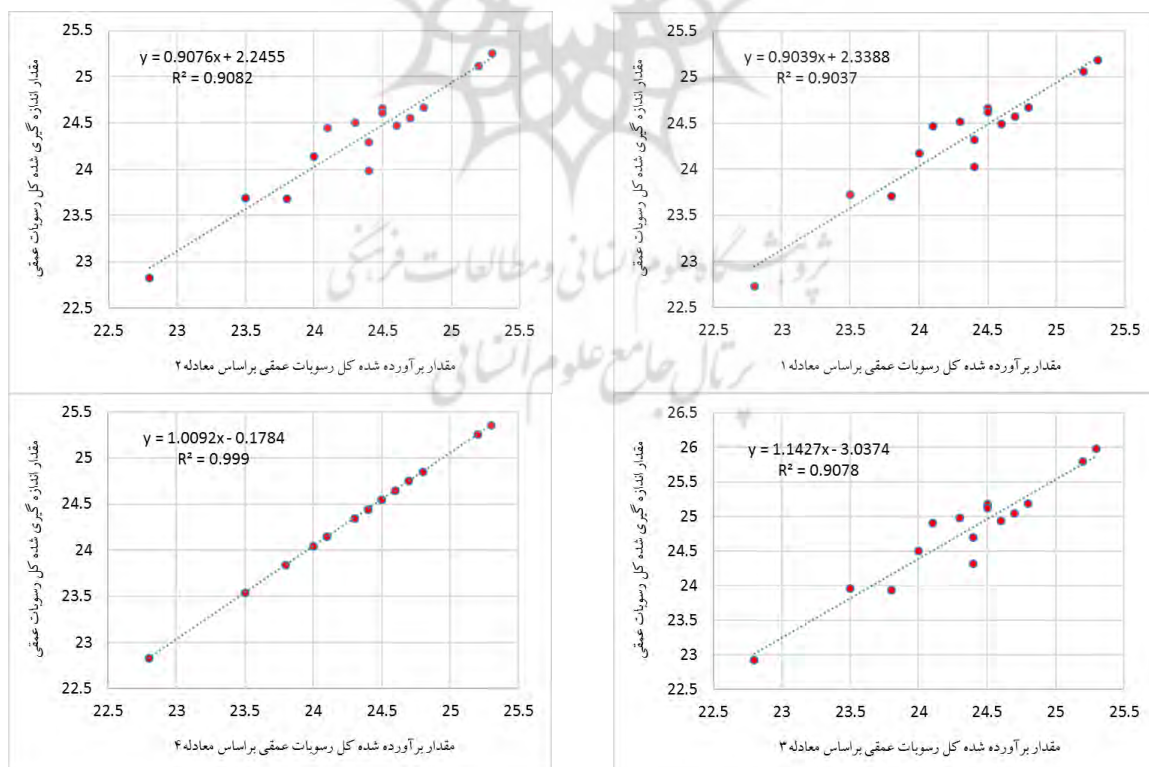 25.5
25
24.5
24
23.5
23
22.5
22.5 23 23.5 24 24.5 25 25.5
y = 0.9039x + 2.3388
R² = 0.9037
مقدار اندازه گیری شده کل رسوبات عمقی
مقدار برآورده شده کل رسوبات عمقی براساس معادله ۱
25.5
25
24.5
24
23.5
23
22.5
22.5 23 23.5 24 24.5 25 25.5
y = 0.9076x + 2.2455
R² = 0.9082
مقدار اندازه گیری شده کل رسوبات عمقی
مقدار برآورده شده کل رسوبات عمقی براساس معادله ۲
26.5
26
25.5
25
24.5
24
23.5
23
22.5
22.5 23 23.5 24 24.5 25 25.5
y = 1.1427x - 3.0374
R² = 0.9078
مقدار اندازه گیری شده کل رسوبات عمقی
مقدار برآورده شده کل رسوبات عمقی براساس معادله ۳
25.5
25
24.5
24
23.5
23
22.5
22.5 23 23.5 24 24.5 25 25.5
y = 1.0092x - 0.1784
R² = 0.999
مقدار اندازه گیری شده کل رسوبات عمقی
مقدار برآورده شده کل رسوبات عمقی براساس معادله ۴
پژوهشگاه علوم انسانی و مطالعات فرهنگی
پرتال جامع علوم انسانی